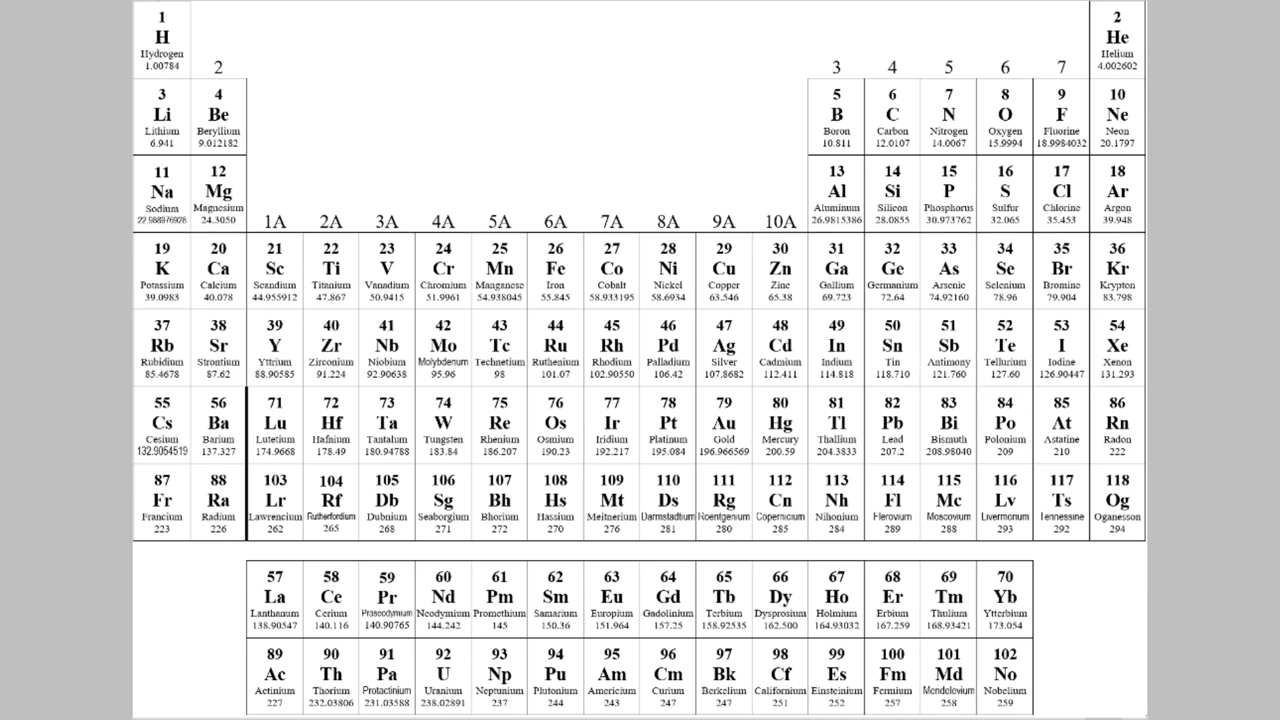 1 2
H He
Hydrogen Helium
1.00784 2 3 4 5 6 7 4.002602
3 4 5 6 7 8 9 10
Li Be B C N O F Ne
Lithium Beryllium Boron Carbon Nitrogen Oxygen Fluorine Neon
6.941 9.012182 10.811 12.0107 14.0067 15.9994 18.9984032 20.1797
11 12 13 14 15 16 17 18
Na Mg Al Si P S Cl Ar
Sodium Magnesium Aluminum Silicon Phosphorus Sulfur Chlorine Argon
22.988976928 24.3050 1A 2A 3A 4A 5A 6A 7A 8A 9A 10A 26.9815386 28.0855 30.973762 32.065 35.453 39.948
19 20 21 22 23 24 25 26 27 28 29 30 31 32 33 34 35 36
K Ca Sc Ti V Cr Mn Fe Co Ni Cu Zn Ga Ge As Se Br Kr
Potassium Calcium Scandium Titanium Vanadium Chromium Manganese Iron Cobalt Nickel Copper Zinc Gallium Germanium Arsenic Selenium Bromine Krypton
39.0983 40.078 44.955912 47.867 50.9415 51.9961 54.938045 55.845 58.933195 58.6934 63.546 65.38 69.723 72.64 74.92160 78.96 79.904 83.798
37 38 39 40 41 42 43 44 45 46 47 48 49 50 51 52 53 54
Rb Sr Y Zr Nb Mo Tc Ru Rh Pd Ag Cd In Sn Sb Te I Xe
Rubidium Strontium Yttrium Zirconium Niobium Molybdenum Technetium Ruthenium Rhodium Palladium Silver Cadmium Indium Tin Antimony Tellurium Iodine Xenon
85.4678 87.62 88.90585 91.224 92.90638 95.96 98 101.07 102.90550 106.42 107.8682 112.411 114.818 118.710 121.760 127.60 126.90447 131.293
55 56 71 72 73 74 75 76 77 78 79 80 81 82 83 84 85 86
Cs Ba Lu Hf Ta W Re Os Ir Pt Au Hg Tl Pb Bi Po At Rn
Cesium Barium Lutetium Hafnium Tantalum Tungsten Rhenium Osmium Iridium Platinum Gold Mercury Thallium Lead Bismuth Polonium Astatine Radon
132.9054519 137.327 174.9668 178.49 180.94788 183.84 186.207 190.23 192.217 195.084 196.966569 200.59 204.3833 207.2 208.98040 209 210 222
87 88 103 104 105 106 107 108 109 110 111 112 113 114 115 116 117 118
Fr Ra Lr Rf Db Sg Bh Hs Mt Ds Rg Cn Nh Fl Mc Lv Ts Og
Francium Radium Lawrencium Rutherfordium Dubnium Seaborgium Bhorium Hassium Meitnerium Darmstadtium Roentgenium Copernicium Nihonium Flerovium Moscovium Livermorium Tennessine Oganesson
223 226 262 265 268 271 272 270 276 281 280 285 284 289 288 293 292 294
57 58 59 60 61 62 63 64 65 66 67 68 69 70
La Ce Pr Nd Pm Sm Eu Gd Tb Dy Ho Er Tm Yb
Lanthanum Cerium Praseodymium Neodymium Promethium Samarium Europium Gadolinium Terbium Dysprosium Holmium Erbium Thulium Ytterbium
138.90547 140.116 140.90765 144.242 145 150.36 151.964 157.25 158.92535 162.500 164.93032 167.259 168.93421 173.054
89 90 91 92 93 94 95 96 97 98 99 100 101 102
Ac Th Pa U Np Pu Am Cm Bk Cf Es Fm Md No
Actinium Thorium Protactinium Uranium Neptunium Plutonium Americium Curium Berkelium Californium Einsteinium Fermium Mendelevium Nobelium
227 232.03806 231.03588 238.02891 237 244 243 247 247 251 252 257 258 259